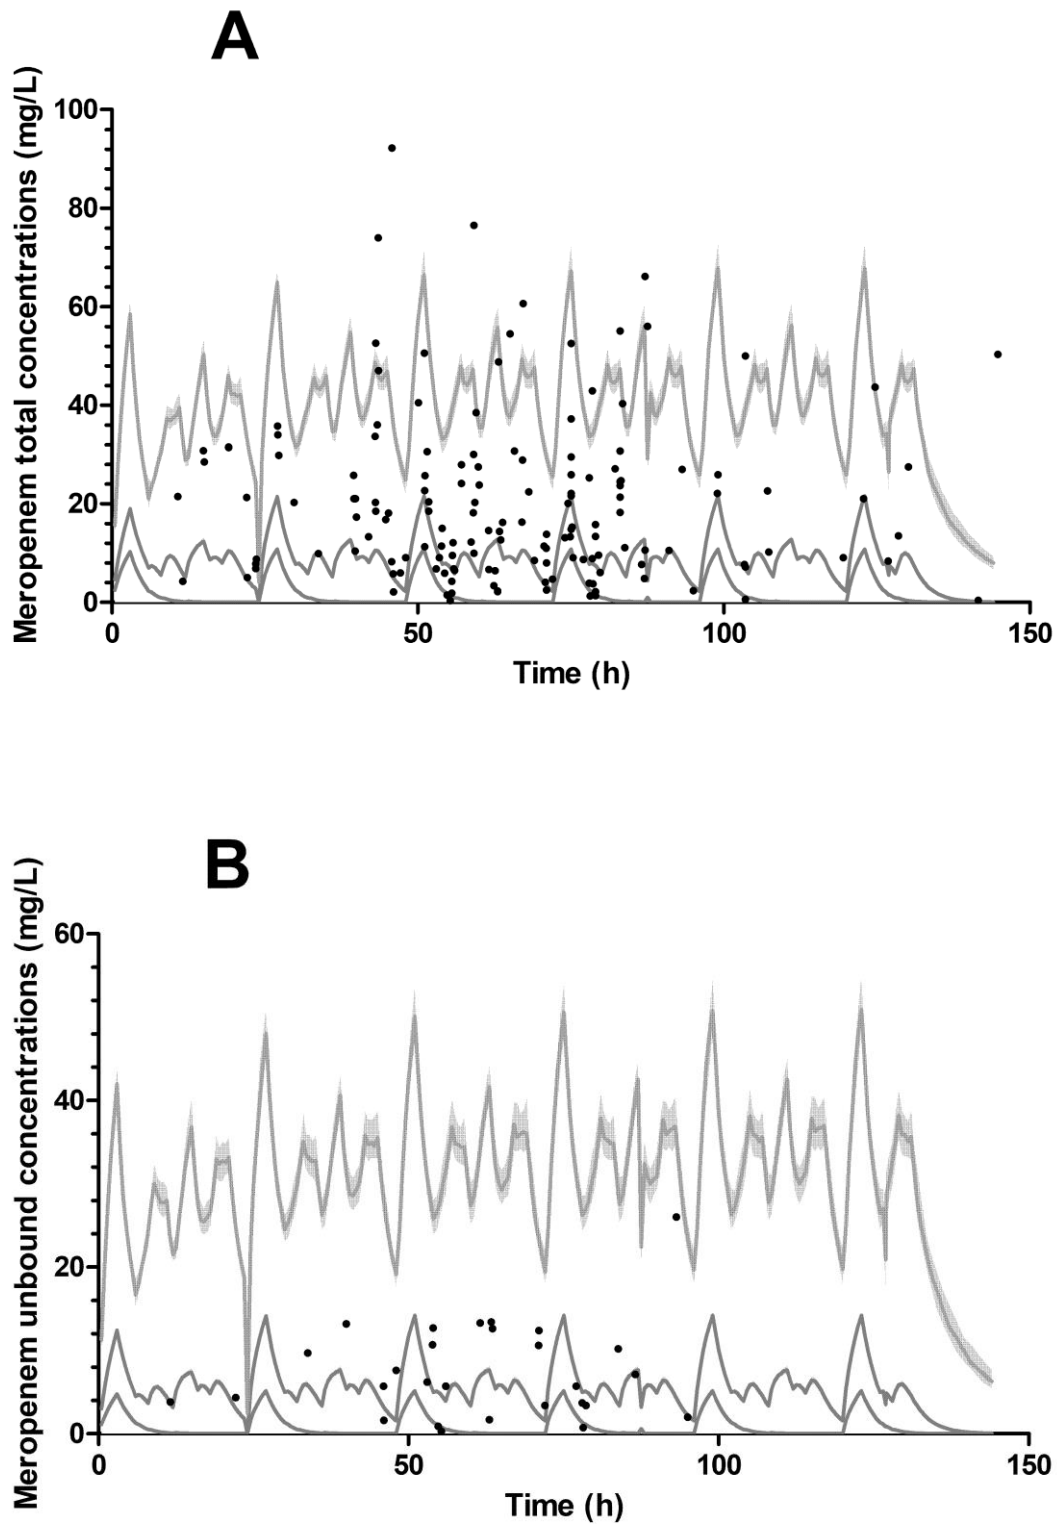 A
Meropenem total concentrations (mg/L)
100
80
60
40
20
0
0 50 100 150
Time (h)
B
Meropenem unbound concentrations (mg/L)
60
40
20
0
0 50 100 150
Time (h)